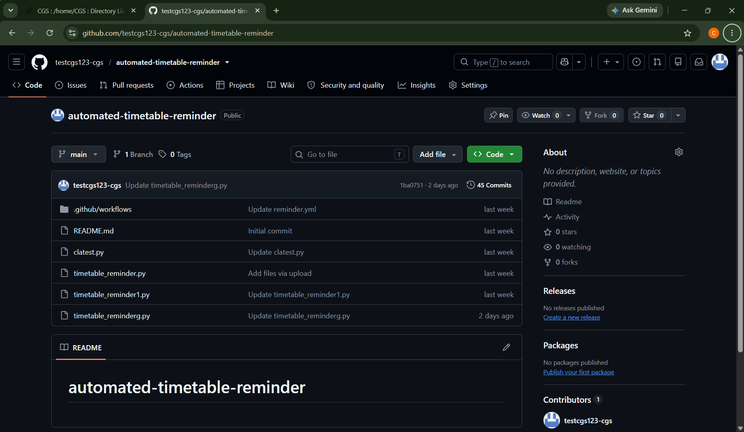 CGS : /home/CGS : Directory Li
testcgs123-cgs/automated-time
Ask Gemini
github.com/testcgs123-cgs/automated-timetable-reminder
C
testcgs123-cgs / automated-timetable-reminder
Type / to search
Code Issues Pull requests Actions Projects Wiki Security and quality Insights Settings
automated-timetable-reminder Public
Pin Watch 0 Fork 0 Star 0
main 1 Branch 0 Tags
Go to file T Add file Code
testcgs123-cgs Update timetable_reminderg.py 1ba0751 · 2 days ago 45 Commits
.github/workflows Update reminder.yml last week
README.md Initial commit last week
clatest.py Update clatest.py last week
timetable_reminder.py Add files via upload last week
timetable_reminder1.py Update timetable_reminder1.py last week
timetable_reminderg.py Update timetable_reminderg.py 2 days ago
README
automated-timetable-reminder
About
No description, website, or topics
provided.
Readme
Activity
0 stars
0 watching
0 forks
Releases
No releases published
Create a new release
Packages
No packages published
Publish your first package
Contributors 1
testcgs123-cgs